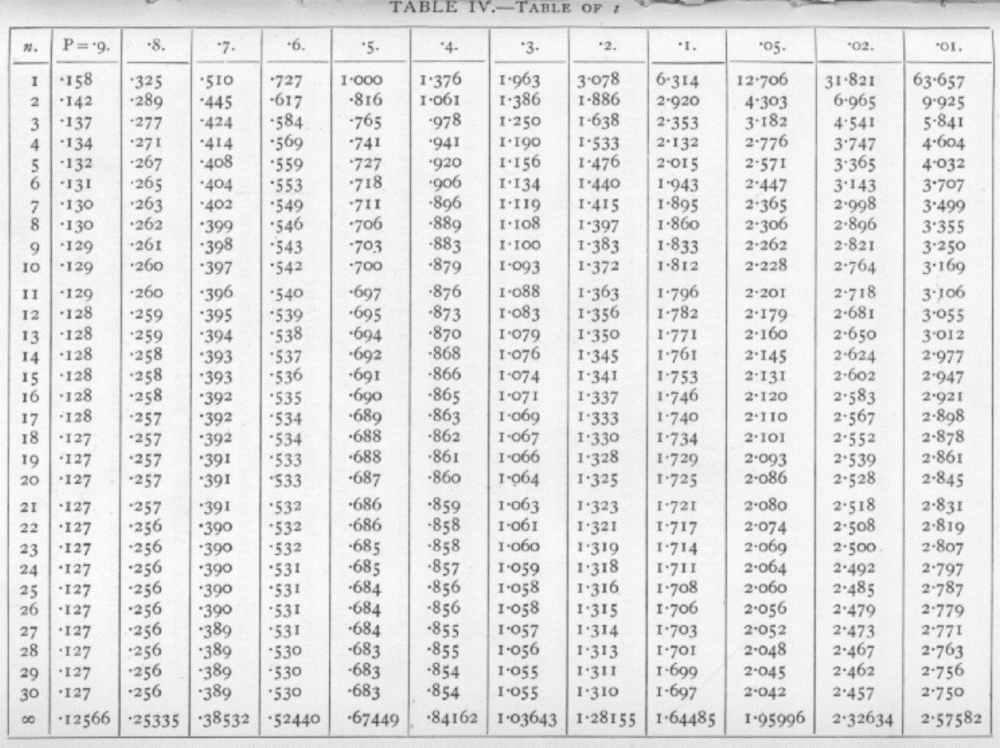 TABLE IV.—TABLE OF t
n. P=·9. ·8. ·7. ·6. ·5. ·4. ·3. ·2. ·1. ·05. ·02. ·01.
1 ·158 ·325 ·510 ·727 1·000 1·376 1·963 3·078 6·314 12·706 31·821 63·657
2 ·142 ·289 ·445 ·617 ·816 1·061 1·386 1·886 2·920 4·303 6·965 9·925
3 ·137 ·277 ·424 ·584 ·765 ·978 1·250 1·638 2·353 3·182 4·541 5·841
4 ·134 ·271 ·414 ·569 ·741 ·941 1·190 1·533 2·132 2·776 3·747 4·604
5 ·132 ·267 ·408 ·559 ·727 ·920 1·156 1·476 2·015 2·571 3·365 4·032
6 ·131 ·265 ·404 ·553 ·718 ·906 1·134 1·440 1·943 2·447 3·143 3·707
7 ·130 ·263 ·402 ·549 ·711 ·896 1·119 1·415 1·895 2·365 2·998 3·499
8 ·130 ·262 ·399 ·546 ·706 ·889 1·108 1·397 1·860 2·306 2·896 3·355
9 ·129 ·261 ·398 ·543 ·703 ·883 1·100 1·383 1·833 2·262 2·821 3·250
10 ·129 ·260 ·397 ·542 ·700 ·879 1·093 1·372 1·812 2·228 2·764 3·169
11 ·129 ·260 ·396 ·540 ·697 ·876 1·088 1·363 1·796 2·201 2·718 3·106
12 ·128 ·259 ·395 ·539 ·695 ·873 1·083 1·356 1·782 2·179 2·681 3·055
13 ·128 ·259 ·394 ·538 ·694 ·870 1·079 1·350 1·771 2·160 2·650 3·012
14 ·128 ·258 ·393 ·537 ·692 ·868 1·076 1·345 1·761 2·145 2·624 2·977
15 ·128 ·258 ·393 ·536 ·691 ·866 1·074 1·341 1·753 2·131 2·602 2·947
16 ·128 ·258 ·392 ·535 ·690 ·865 1·071 1·337 1·746 2·120 2·583 2·921
17 ·128 ·257 ·392 ·534 ·689 ·863 1·069 1·333 1·740 2·110 2·567 2·898
18 ·127 ·257 ·392 ·534 ·688 ·862 1·067 1·330 1·734 2·101 2·552 2·878
19 ·127 ·257 ·391 ·533 ·688 ·861 1·066 1·328 1·729 2·093 2·539 2·861
20 ·127 ·257 ·391 ·533 ·687 ·860 1·064 1·325 1·725 2·086 2·528 2·845
21 ·127 ·257 ·391 ·532 ·686 ·859 1·063 1·323 1·721 2·080 2·518 2·831
22 ·127 ·256 ·390 ·532 ·686 ·858 1·061 1·321 1·717 2·074 2·508 2·819
23 ·127 ·256 ·390 ·532 ·685 ·858 1·060 1·319 1·714 2·069 2·500 2·807
24 ·127 ·256 ·390 ·531 ·685 ·857 1·059 1·318 1·711 2·064 2·492 2·797
25 ·127 ·256 ·390 ·531 ·684 ·856 1·058 1·316 1·708 2·060 2·485 2·787
26 ·127 ·256 ·390 ·531 ·684 ·856 1·058 1·315 1·706 2·056 2·479 2·779
27 ·127 ·256 ·389 ·531 ·684 ·855 1·057 1·314 1·703 2·052 2·473 2·771
28 ·127 ·256 ·389 ·530 ·683 ·855 1·056 1·313 1·701 2·048 2·467 2·763
29 ·127 ·256 ·389 ·530 ·683 ·854 1·055 1·311 1·699 2·045 2·462 2·756
30 ·127 ·256 ·389 ·530 ·683 ·854 1·055 1·310 1·697 2·042 2·457 2·750
∞ ·12566 ·25335 ·38532 ·52440 ·67449 ·84162 1·03643 1·28155 1·64485 1·95996 2·32634 2·57582